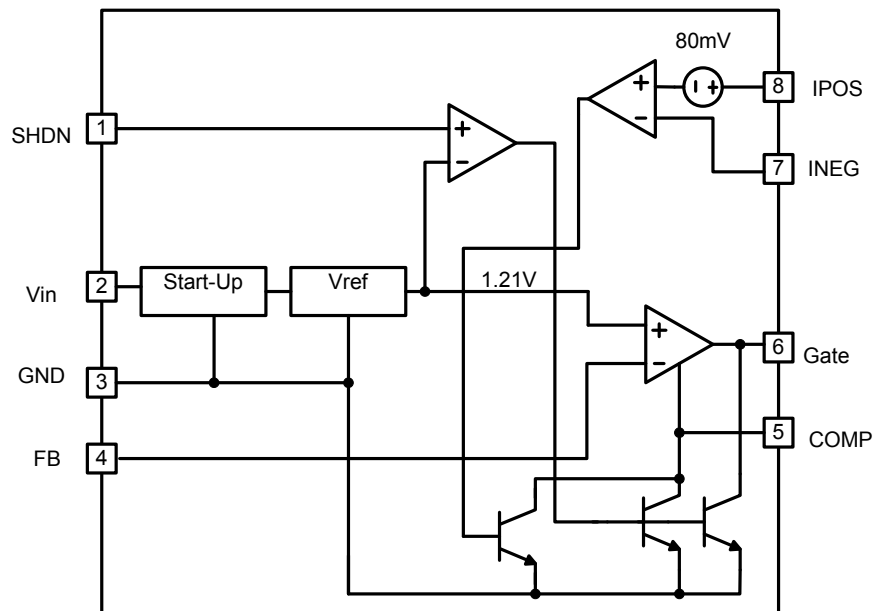 80mV
+
-
+
8
IPOS
-
7
INEG
1
SHDN
+
-
2
Vin
Start-Up
Vref
1.21V
+
-
6
Gate
3
GND
5
COMP
4
FB